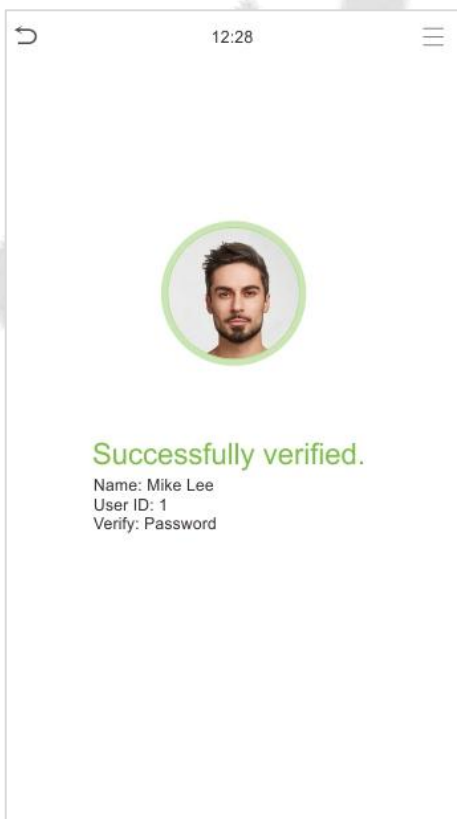 12:28
Successfully verified.
Name: Mike Lee
User ID: 1
Verify: Password